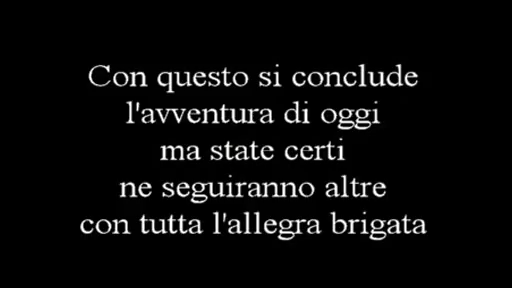 Con questo si conclude
l'avventura di oggi
ma state certi
ne seguiranno altre
con tutta l'allegra brigata